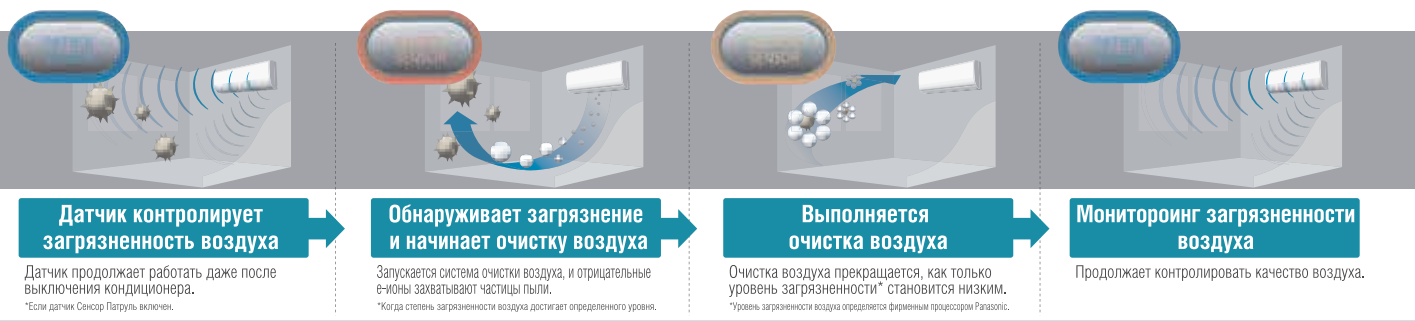 Датчик контролирует
загрязненность воздуха
Датчик продолжает работать даже после
выключения кондиционера.
*Если датчик Сенсор Патруль включен.
Обнаруживает загрязнение
и начинает очистку воздуха
Запускается система очистки воздуха, и отрицательные
е-ионы захватывают частицы пыли.
*Когда степень загрязненности воздуха достигает определенного уровня.
Выполняется
очистка воздуха
Очистка воздуха прекращается, как только
уровень загрязненности* становится низким.
*Уровень загрязненности воздуха определяется фирменным процессором Panasonic.
Монитороинг загрязненности
воздуха
Продолжает контролировать качество воздуха.